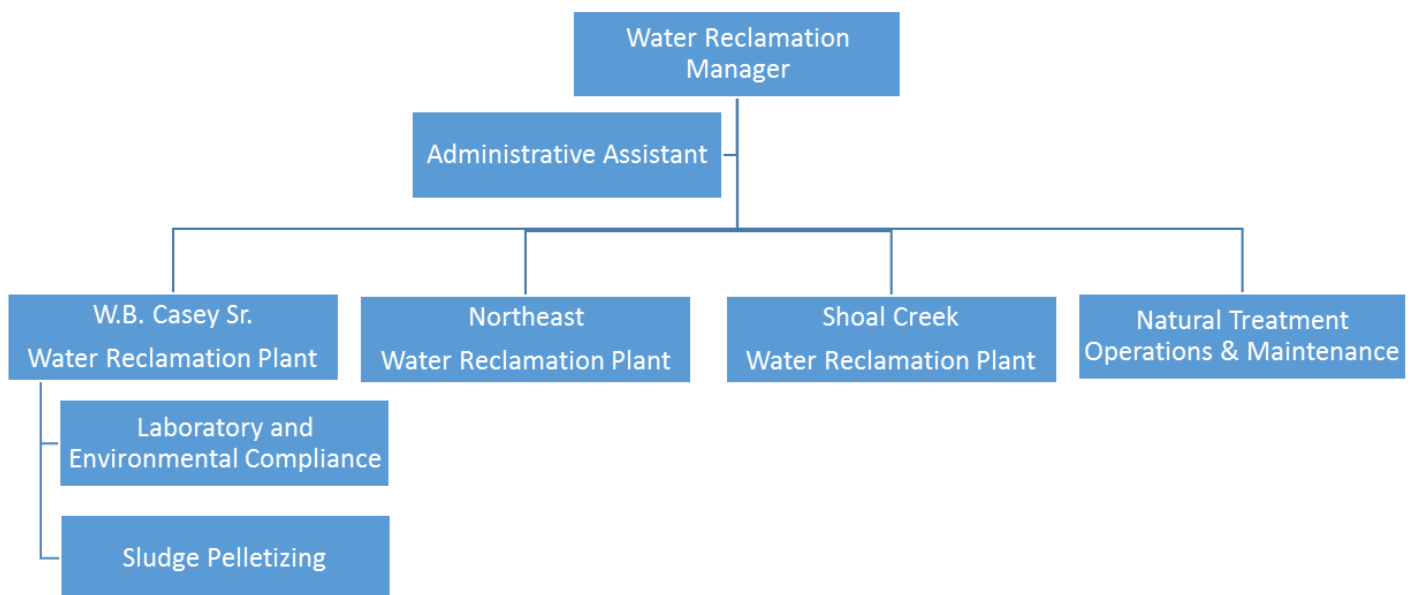 Water Reclamation
Manager
Administrative Assistant
W.B. Casey Sr.
Water Reclamation Plant
Northeast
Water Reclamation Plant
Shoal Creek
Water Reclamation Plant
Natural Treatment
Operations & Maintenance
Laboratory and
Environmental Compliance
Sludge Pelletizing